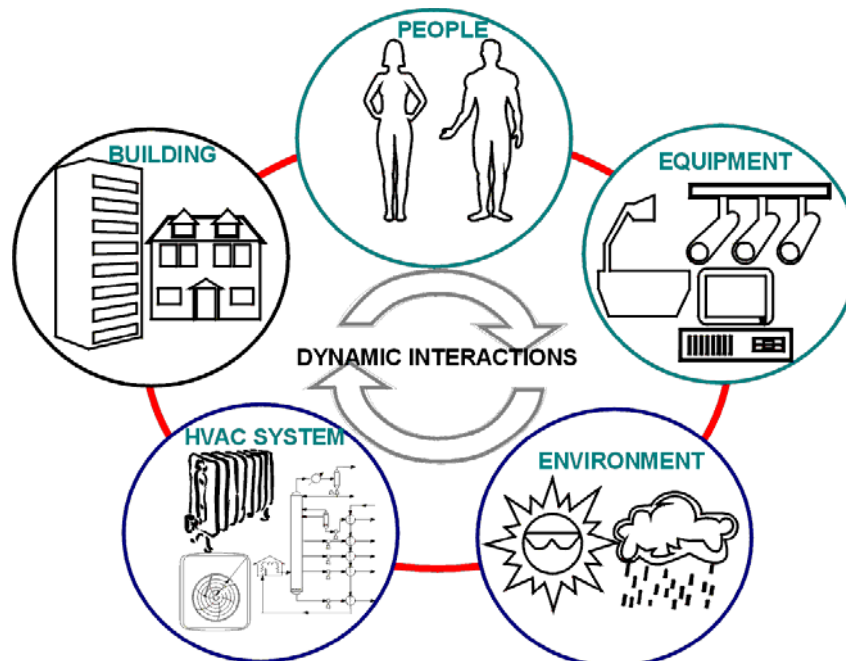 PEOPLE
BUILDING
EQUIPMENT
DYNAMIC INTERACTIONS
HVAC SYSTEM
ENVIRONMENT